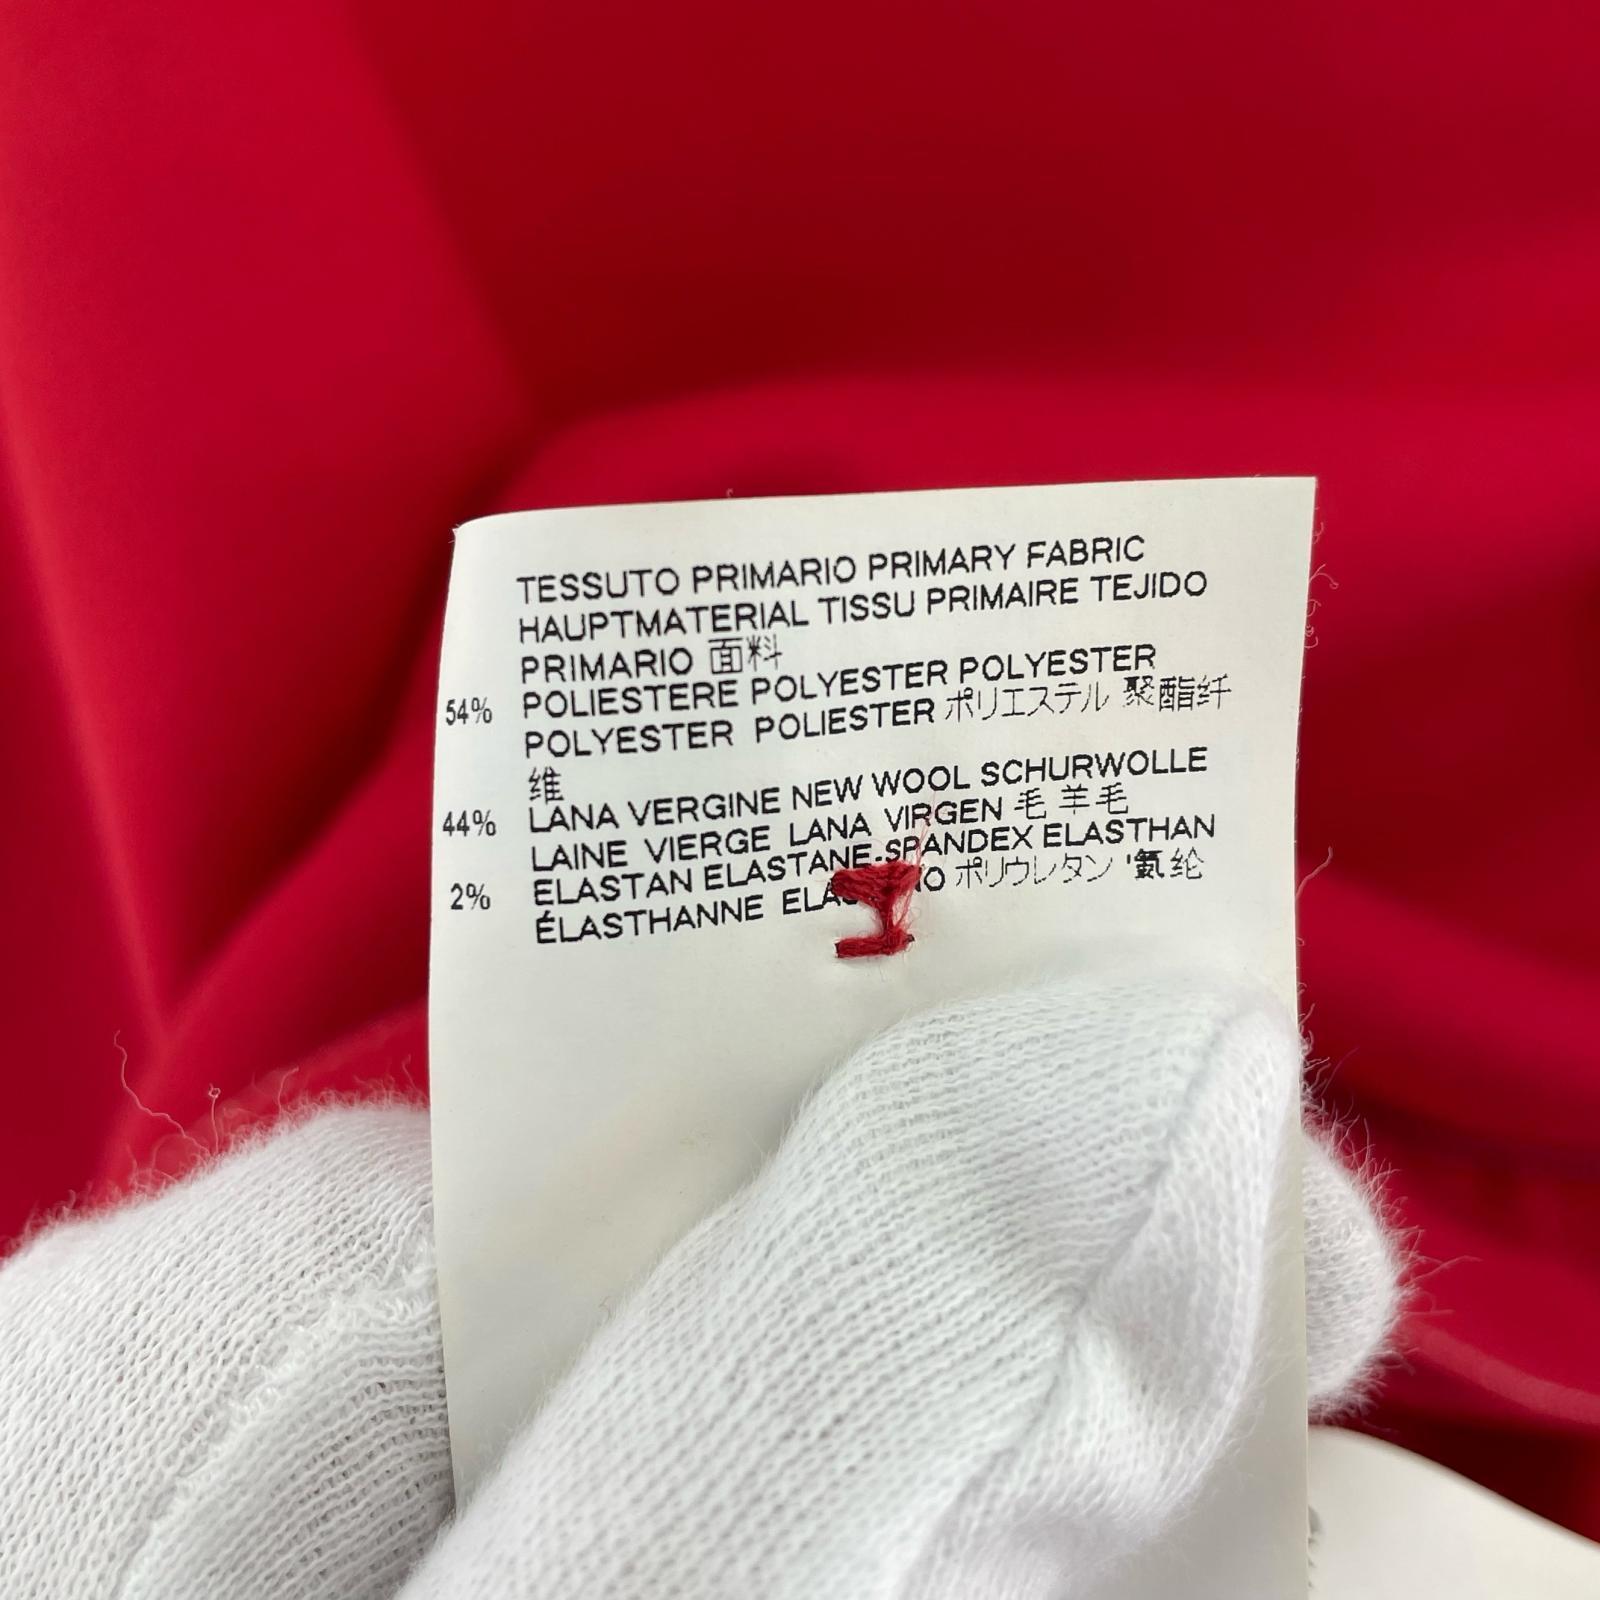 TESSUTO PRIMARIO PRIMARY FABRIC
HAUPTMATERIAL TISSU PRIMAIRE TEJIDO
PRIMARIO 面料
54% POLIESTERE POLYESTER POLYESTER
POLYESTER POLIESTER ポリエステル 聚酯纤
维
44% LANA VERGINE NEW WOOL SCHURWOLLE
LAINE VIERGE LANA VIRGEN 毛 羊毛
2% ELASTAN ELASTANE-SPANDEX ELASTHAN
ÉLASTHANNE ポリウレタン '氨纶